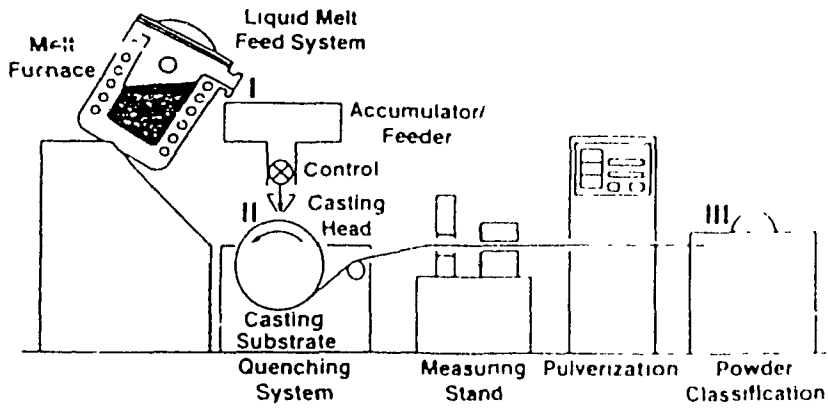 Liquid Melt
Feed System
Melt
Furnace
I
Accumulator/
Feeder
Control
II
Casting
Head
III
Casting
Substrate
Quenching
System
Measuring
Stand
Pulverization
Powder
Classification